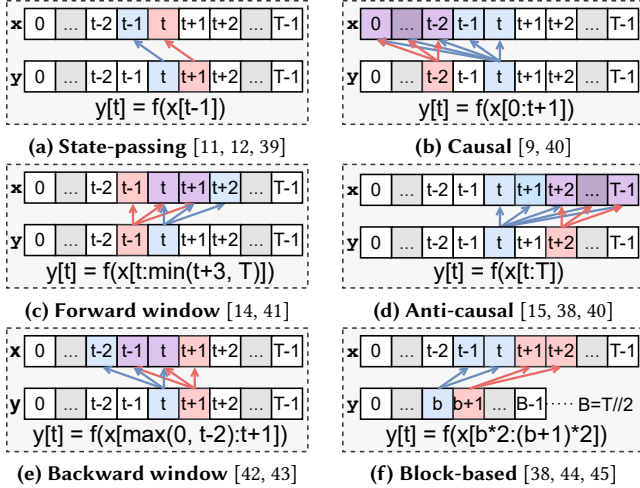 x 0 ... t-2 t-1 t t+1 t+2 ... T-1
y 0 ... t-2 t-1 t t+1 t+2 ... T-1
y[t] = f(x[t-1])
(a) State-passing [11, 12, 39]
x 0 ... t-2 t-1 t t+1 t+2 ... T-1
y 0 ... t-2 t-1 t t+1 t+2 ... T-1
y[t] = f(x[0:t+1])
(b) Causal [9, 40]
x 0 ... t-2 t-1 t t+1 t+2 ... T-1
y 0 ... t-2 t-1 t t+1 t+2 ... T-1
y[t] = f(x[t:min(t+3, T)])
(c) Forward window [14, 41]
x 0 ... t-2 t-1 t t+1 t+2 ... T-1
y 0 ... t-2 t-1 t t+1 t+2 ... T-1
y[t] = f(x[t:T])
(d) Anti-causal [15, 38, 40]
x 0 ... t-2 t-1 t t+1 t+2 ... T-1
y 0 ... t-2 t-1 t t+1 t+2 ... T-1
y[t] = f(x[max(0, t-2):t+1])
(e) Backward window [42, 43]
x 0 ... t-2 t-1 t t+1 t+2 ... T-1
y 0 ... b b+1 ... B-1 ····· B=T//2
y[t] = f(x[b*2:(b+1)*2])
(f) Block-based [38, 44, 45]